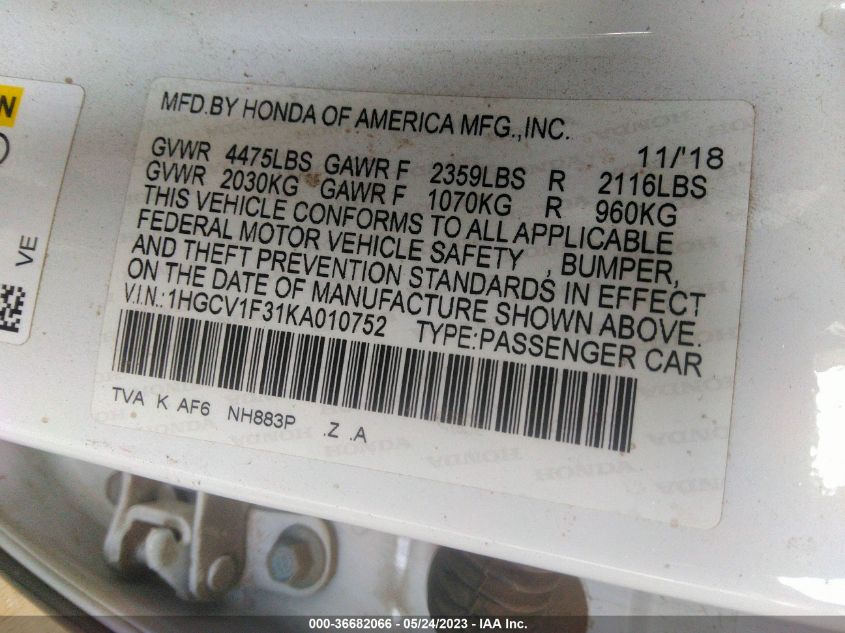 MFD.BY HONDA OF AMERICA MFG.,INC.
11/'18
GVWR 4475LBS GAWR F 2359LBS R 2116LBS
GVWR 2030KG GAWR F 1070KG R 960KG
THIS VEHICLE CONFORMS TO ALL APPLICABLE
FEDERAL MOTOR VEHICLE SAFETY , BUMPER,
AND THEFT PREVENTION STANDARDS IN EFFECT
ON THE DATE OF MANUFACTURE SHOWN ABOVE.
V.I.N.:1HGCV1F31KA010752 TYPE:PASSENGER CAR
TVA K AF6 NH883P .Z .A
VE
000-36682066 - 05/24/2023 - IAA Inc.